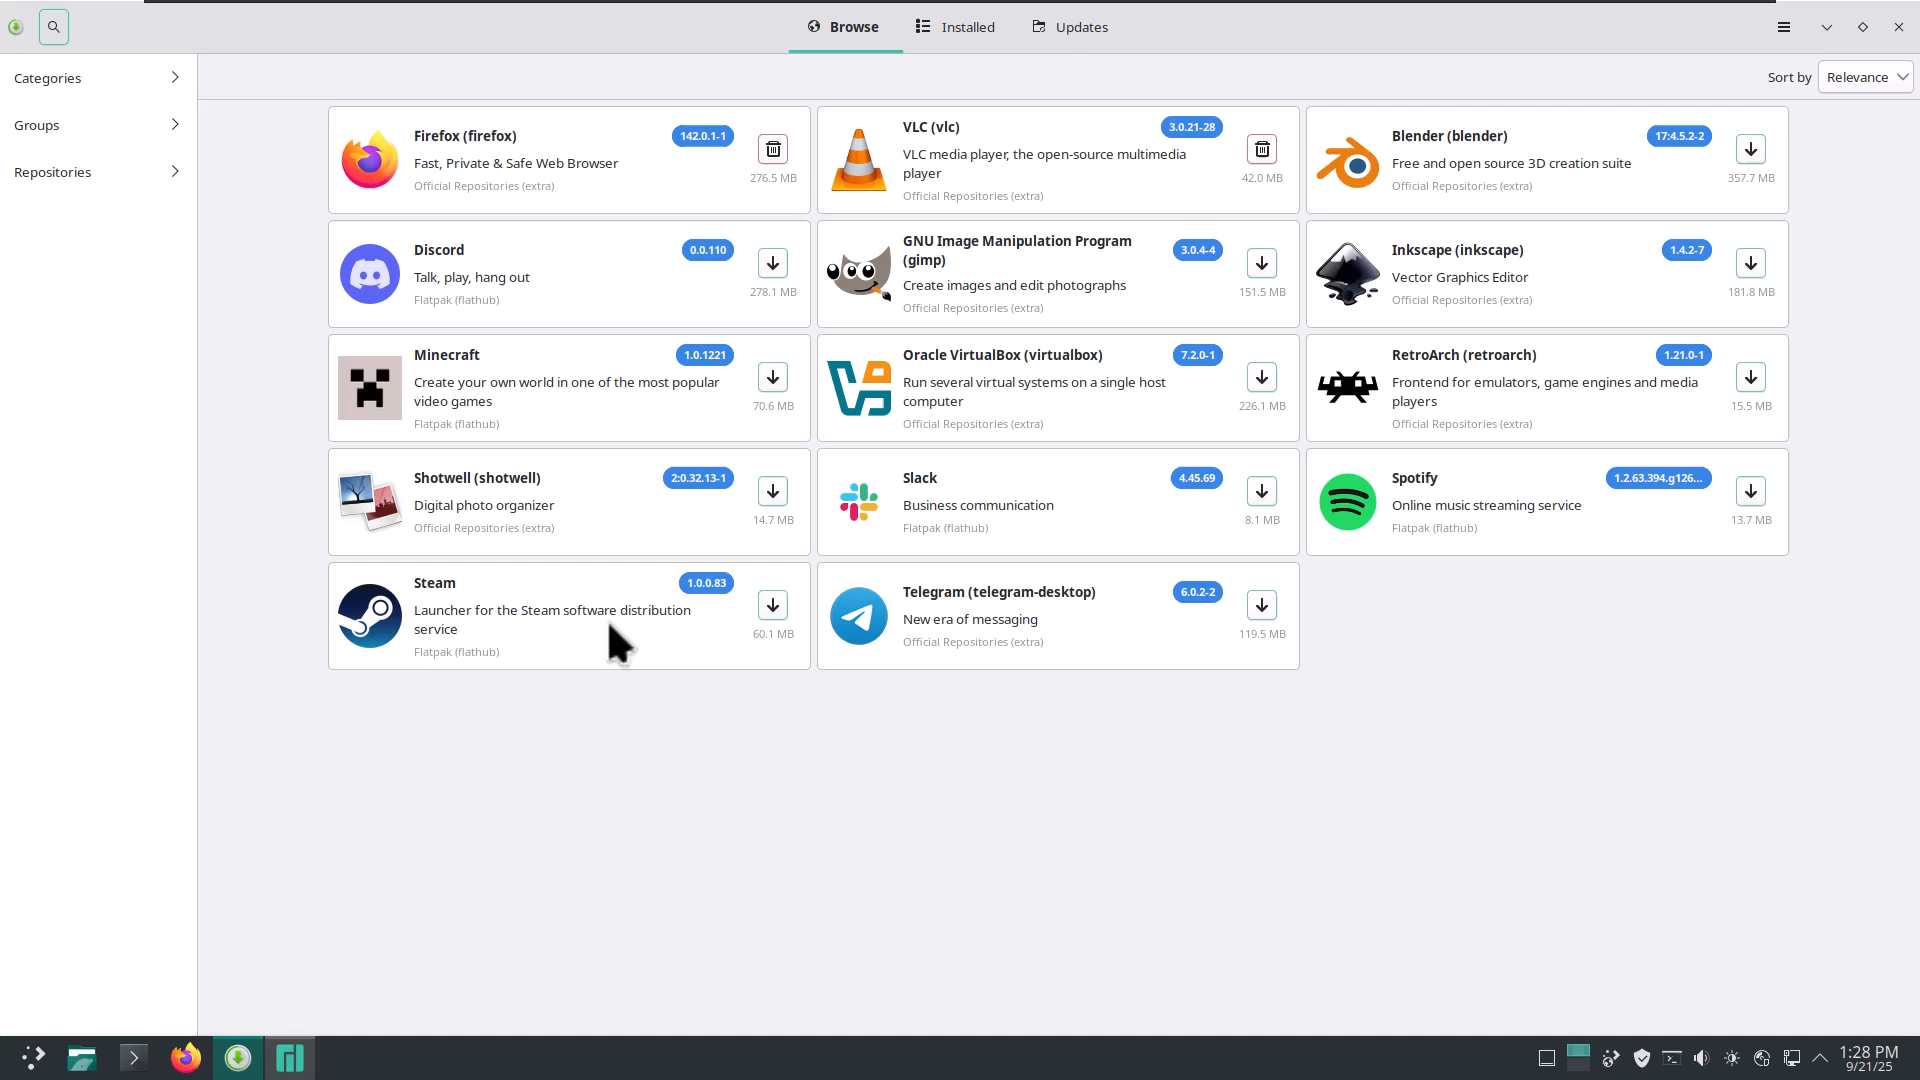 Browse
Installed
Updates
Categories
Groups
Repositories
Sort by
Relevance
Firefox (firefox)
142.0.1-1
Fast, Private & Safe Web Browser
Official Repositories (extra)
276.5 MB
VLC (vlc)
3.0.21-28
VLC media player, the open-source multimedia
player
Official Repositories (extra)
42.0 MB
Blender (blender)
17:4.5.2-2
Free and open source 3D creation suite
Official Repositories (extra)
357.7 MB
Discord
0.0.110
Talk, play, hang out
Flatpak (flathub)
278.1 MB
GNU Image Manipulation Program
(gimp)
3.0.4-4
Create images and edit photographs
Official Repositories (extra)
151.5 MB
Inkscape (inkscape)
1.4.2-7
Vector Graphics Editor
Official Repositories (extra)
181.8 MB
Minecraft
1.0.1221
Create your own world in one of the most popular
video games
Flatpak (flathub)
70.6 MB
Oracle VirtualBox (virtualbox)
7.2.0-1
Run several virtual systems on a single host
computer
Official Repositories (extra)
226.1 MB
RetroArch (retroarch)
1.21.0-1
Frontend for emulators, game engines and media
players
Official Repositories (extra)
15.5 MB
Shotwell (shotwell)
2:0.32.13-1
Digital photo organizer
Official Repositories (extra)
14.7 MB
Slack
4.45.69
Business communication
Flatpak (flathub)
8.1 MB
Spotify
1.2.63.394.g126...
Online music streaming service
Flatpak (flathub)
13.7 MB
Steam
1.0.0.83
Launcher for the Steam software distribution
service
Flatpak (flathub)
60.1 MB
Telegram (telegram-desktop)
6.0.2-2
New era of messaging
Official Repositories (extra)
119.5 MB
1:28 PM
9/21/25